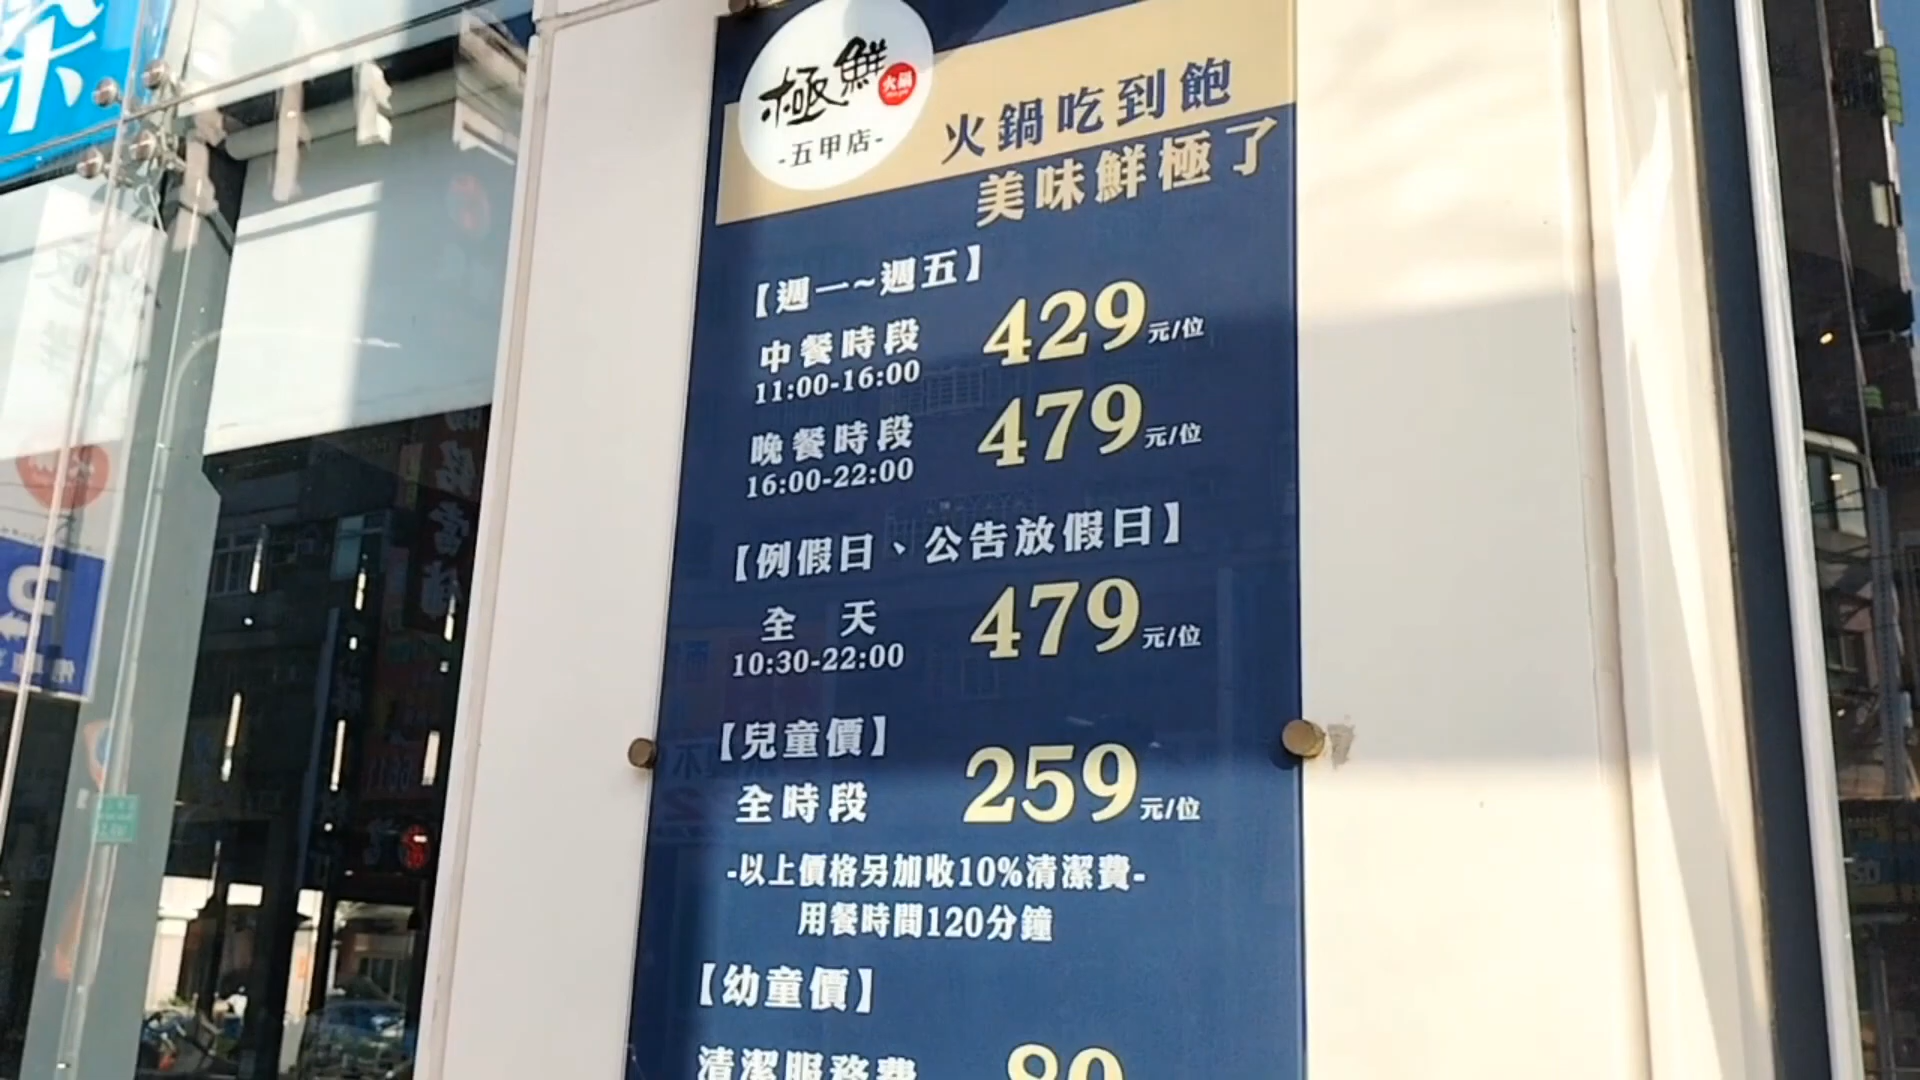 極鮮
火鍋
-五甲店-
火鍋吃到飽
美味鮮極了
【週一~週五】
中餐時段 429元/位
11:00-16:00
晚餐時段 479元/位
16:00-22:00
【例假日、公告放假日】
全天 479元/位
10:30-22:00
【兒童價】
全時段 259元/位
-以上價格另加收10%清潔費-
用餐時間120分鐘
【幼童價】
清潔服務費